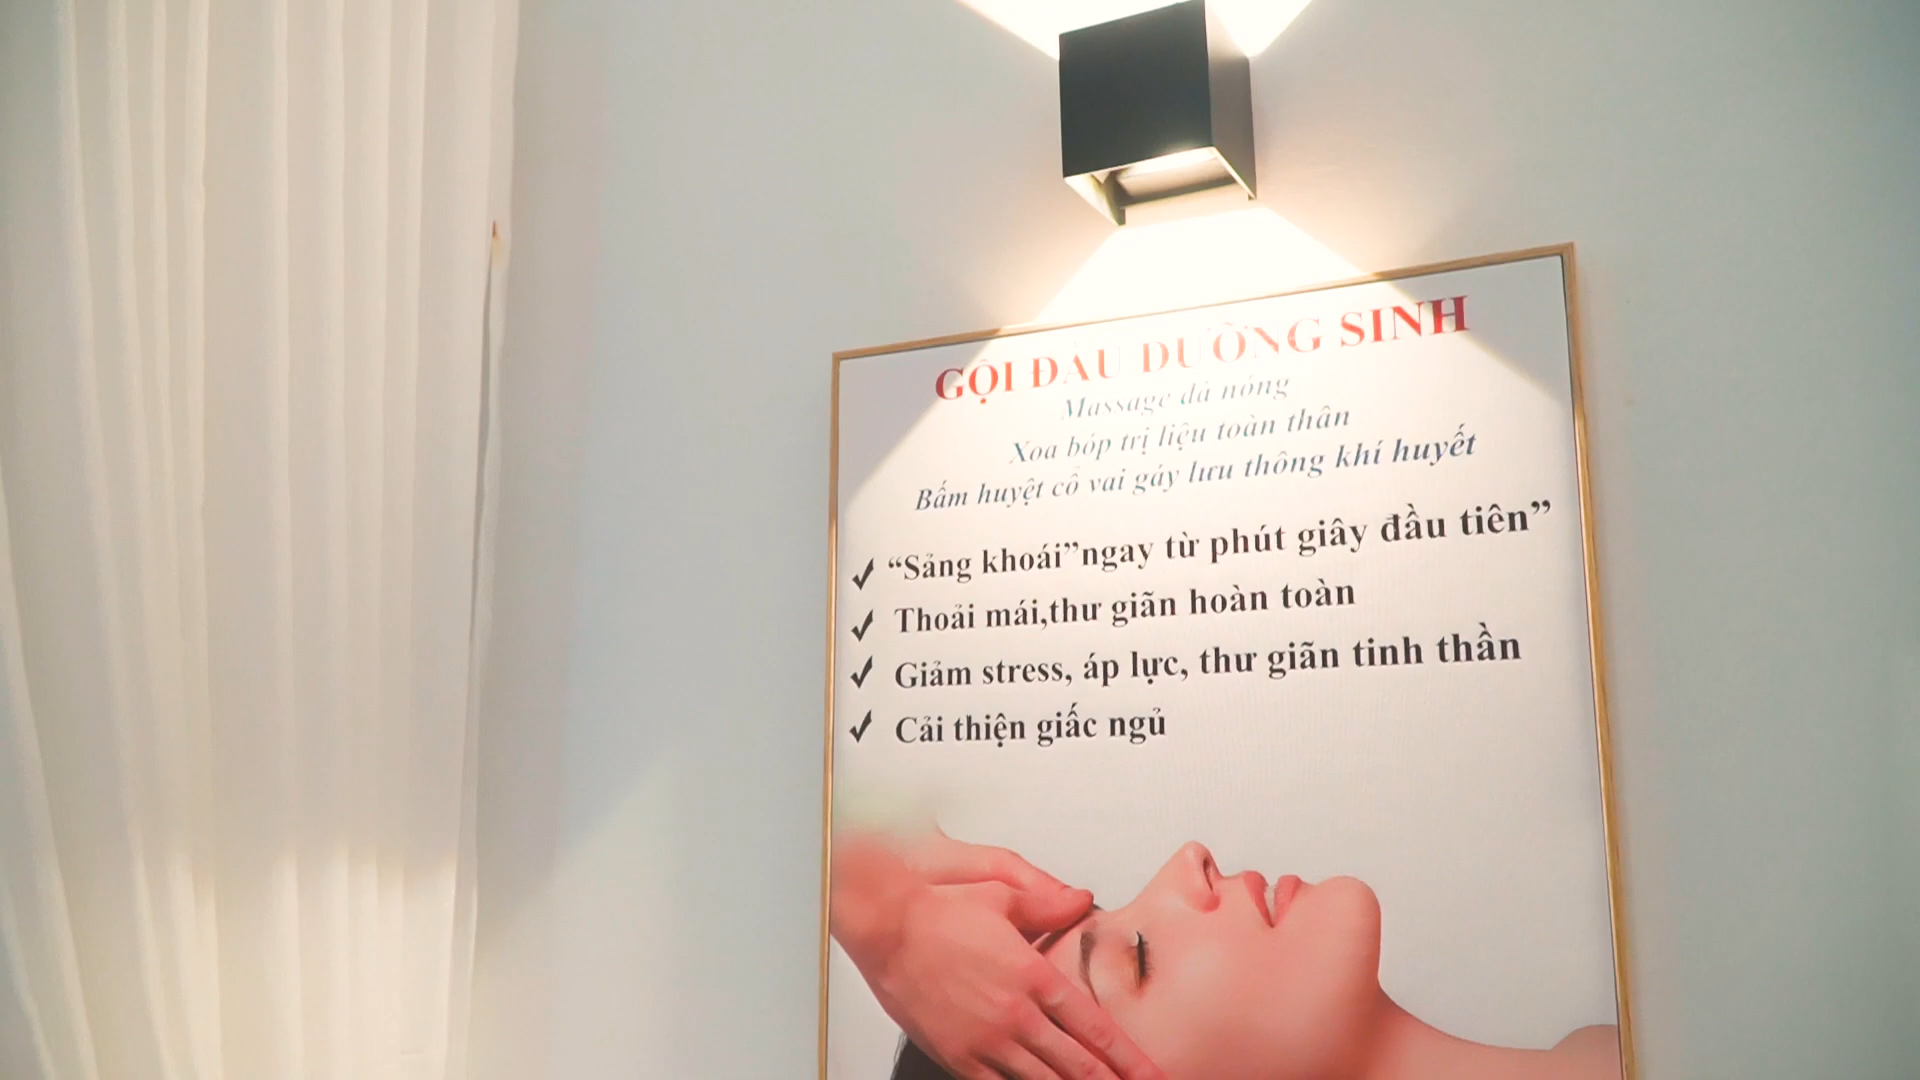 GỘI ĐẦU DƯỠNG SINH
Massage đá nóng
Xoa bóp trị liệu toàn thân
Bấm huyệt cổ vai gáy lưu thông khí huyết
✓ “Sảng khoái”ngay từ phút giây đầu tiên”
✓ Thoải mái,thư giãn hoàn toàn
✓ Giảm stress, áp lực, thư giãn tinh thần
✓ Cải thiện giấc ngủ